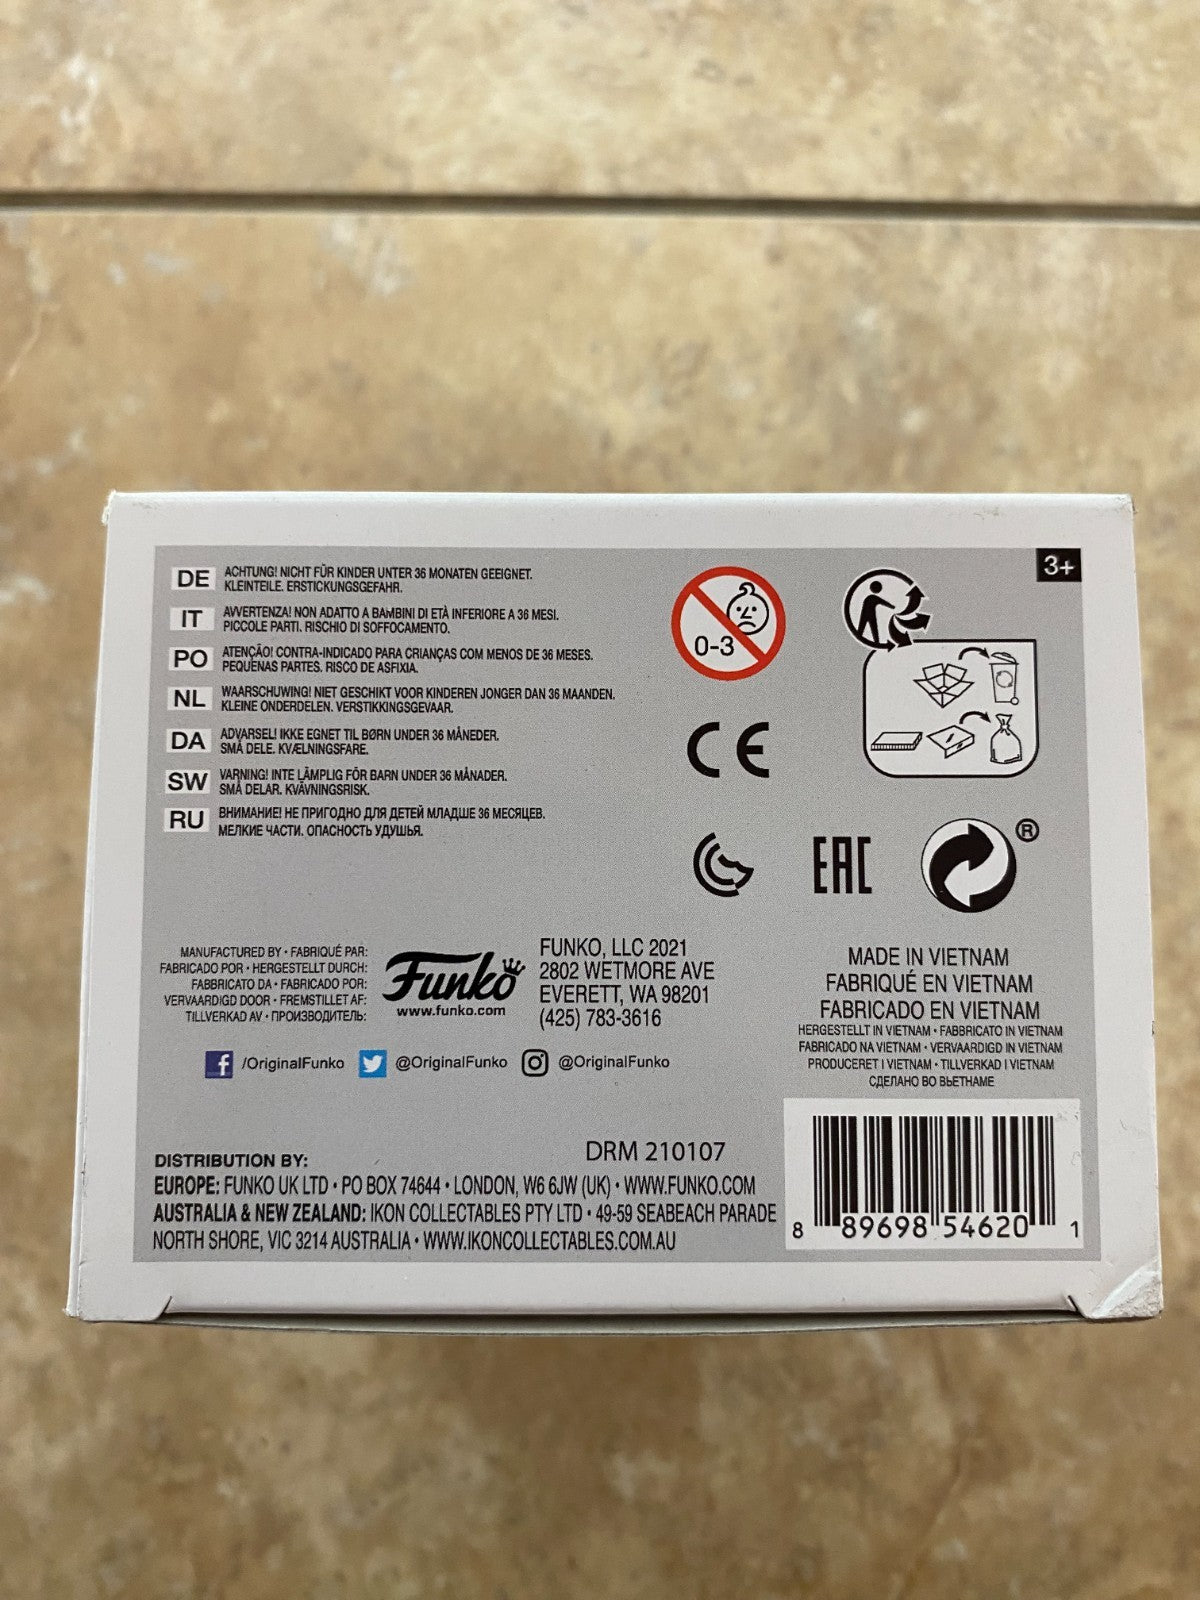 3+
DE
ACHTUNG! NICHT FÜR KINDER UNTER 36 MONATEN GEEIGNET.
KLEINTEILE. ERSTICKUNGSGEFAHR.
IT
AVVERTENZA! NON ADATTO A BAMBINI DI ETÀ INFERIORE A 36 MESI.
PICCOLE PARTI. RISCHIO DI SOFFOCAMENTO.
PO
ATENÇÃO! CONTRA-INDICADO PARA CRIANÇAS COM MENOS DE 36 MESES.
PEQUENAS PARTES. RISCO DE ASFIXIA.
NL
WAARSCHUWING! NIET GESCHIKT VOOR KINDEREN JONGER DAN 36 MAANDEN.
KLEINE ONDERDELEN. VERSTIKKINGSGEVAAR.
DA
ADVARSEL! IKKE EGNET TIL BØRN UNDER 36 MÅNEDER.
SMÅ DELE. KVÆLNINGSFARE.
SW
VARNING! INTE LÄMPLIG FÖR BARN UNDER 36 MÅNADER.
SMÅ DELAR. KVÄVNINGSRISK.
RU
ВНИМАНИЕ! НЕ ПРИГОДНО ДЛЯ ДЕТЕЙ МЛАДШЕ 36 МЕСЯЦЕВ.
МЕЛКИЕ ЧАСТИ. ОПАСНОСТЬ УДУШЬЯ.
0-3
CE
EAC
®
MANUFACTURED BY • FABRIQUÉ PAR:
FABRICADO POR • HERGESTELLT DURCH:
FABBRICATO DA • FABRICADO POR:
VERVAARDIGD DOOR • FREMSTILLET AF:
TILLVERKAD AV • ПРОИЗВОДИТЕЛЬ:
Funko
www.funko.com
FUNKO, LLC 2021
2802 WETMORE AVE
EVERETT, WA 98201
(425) 783-3616
MADE IN VIETNAM
FABRIQUÉ EN VIETNAM
FABRICADO EN VIETNAM
HERGESTELLT IN VIETNAM • FABBRICATO IN VIETNAM
FABRICADO NA VIETNAM • VERVAARDIGD IN VIETNAM
PRODUCERET I VIETNAM • TILLVERKAD I VIETNAM
СДЕЛАНО ВО ВЬЕТНАМЕ
f /OriginalFunko @OriginalFunko @OriginalFunko
DRM 210107
DISTRIBUTION BY:
EUROPE: FUNKO UK LTD • PO BOX 74644 • LONDON, W6 6JW (UK) • WWW.FUNKO.COM
AUSTRALIA & NEW ZEALAND: IKON COLLECTABLES PTY LTD • 49-59 SEABEACH PARADE
NORTH SHORE, VIC 3214 AUSTRALIA • WWW.IKONCOLLECTABLES.COM.AU
8 89698 54620 1